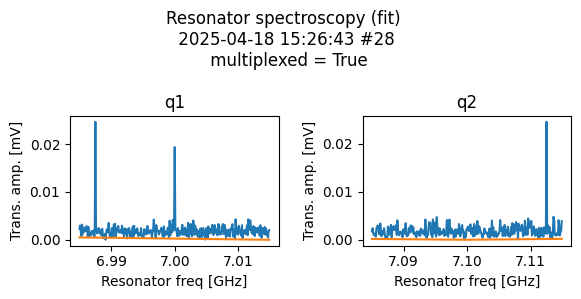 Resonator spectroscopy (fit)
2025-04-18 15:26:43 #28
multiplexed = True
q1
q2
Trans. amp. [mV]
0.02
0.01
0.00
6.99
7.00
7.01
Resonator freq [GHz]
Trans. amp. [mV]
0.02
0.01
0.00
7.09
7.10
7.11
Resonator freq [GHz]